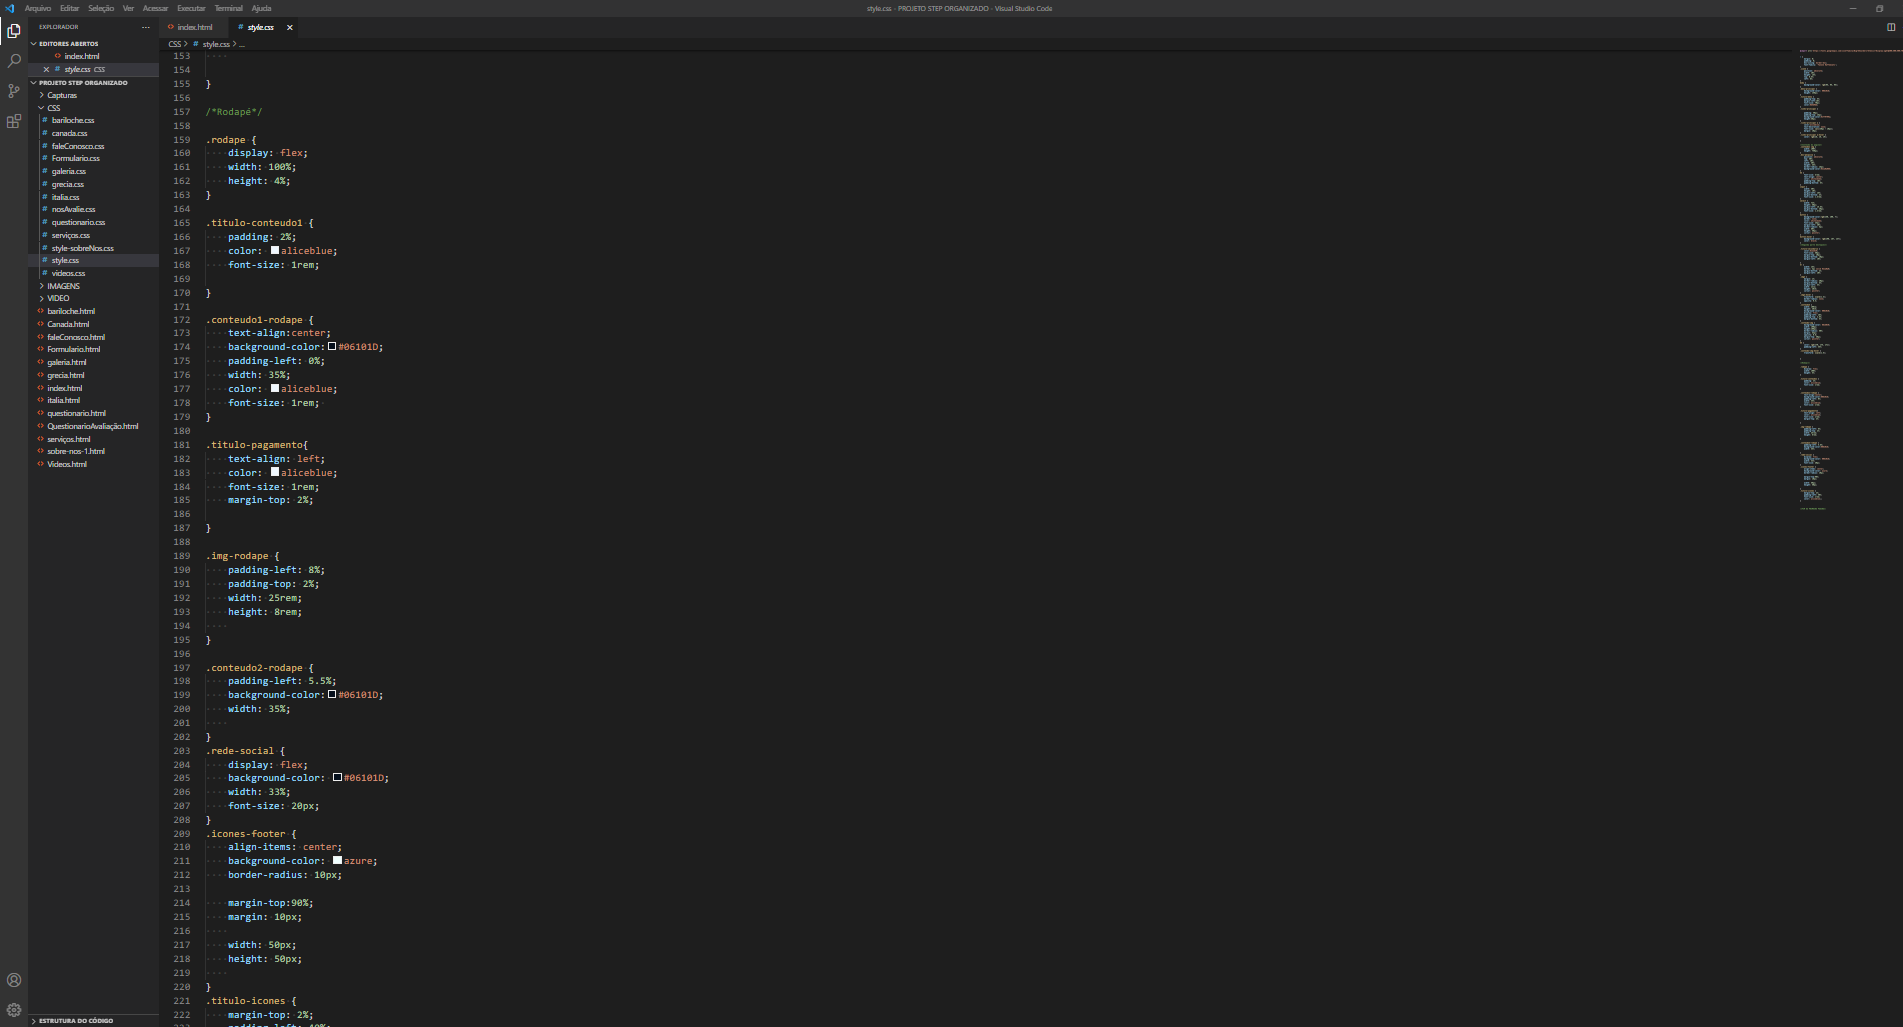 Arquivo Editar Seleção Ver Acessar Executar Terminal Ajuda
style.css - PROJETO STEP ORGANIZADO - Visual Studio Code
EXPLORADOR ...
EDITORES ABERTOS
index.html
style.css CSS
PROJETO STEP ORGANIZADO
Capturas
CSS
# bariloche.css
# canada.css
# faleConosco.css
# Formulario.css
# galeria.css
# grecia.css
# italia.css
# nosAvalie.css
# questionario.css
# serviços.css
# style-sobreNos.css
# style.css
# videos.css
IMAGENS
VIDEO
bariloche.html
Canada.html
faleConosco.html
Formulario.html
galeria.html
grecia.html
index.html
italia.html
questionario.html
QuestionarioAvaliação.html
serviços.html
sobre-nos-1.html
Videos.html
ESTRUTURA DO CÓDIGO
index.html # style.css
CSS > # style.css > ...
153
154
155 }
156
157 /*Rodapé*/
158
159 .rodape {
160 display: flex;
161 width: 100%;
162 height: 4%;
163 }
164
165 .titulo-conteudo1 {
166 padding: 2%;
167 color: aliceblue;
168 font-size: 1rem;
169
170 }
171
172 .conteudo1-rodape {
173 text-align:center;
174 background-color: #06101D;
175 padding-left: 0%;
176 width: 35%;
177 color: aliceblue;
178 font-size: 1rem;
179 }
180
181 .titulo-pagamento{
182 text-align: left;
183 color: aliceblue;
184 font-size: 1rem;
185 margin-top: 2%;
186
187 }
188
189 .img-rodape {
190 padding-left: 8%;
191 padding-top: 2%;
192 width: 25rem;
193 height: 8rem;
194
195 }
196
197 .conteudo2-rodape {
198 padding-left: 5.5%;
199 background-color: #06101D;
200 width: 35%;
201
202 }
203 .rede-social {
204 display: flex;
205 background-color: #06101D;
206 width: 33%;
207 font-size: 20px;
208 }
209 .icones-footer {
210 align-items: center;
211 background-color: azure;
212 border-radius: 10px;
213
214 margin-top:90%;
215 margin: 10px;
216
217 width: 50px;
218 height: 50px;
219
220 }
221 .titulo-icones {
222 margin-top: 2%;